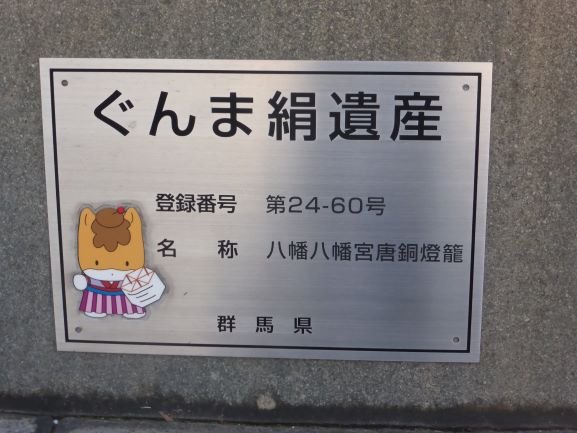 ぐんま絹遺産
登録番号 第24-60号
名 称 八幡八幡宮唐銅燈籠
群馬県